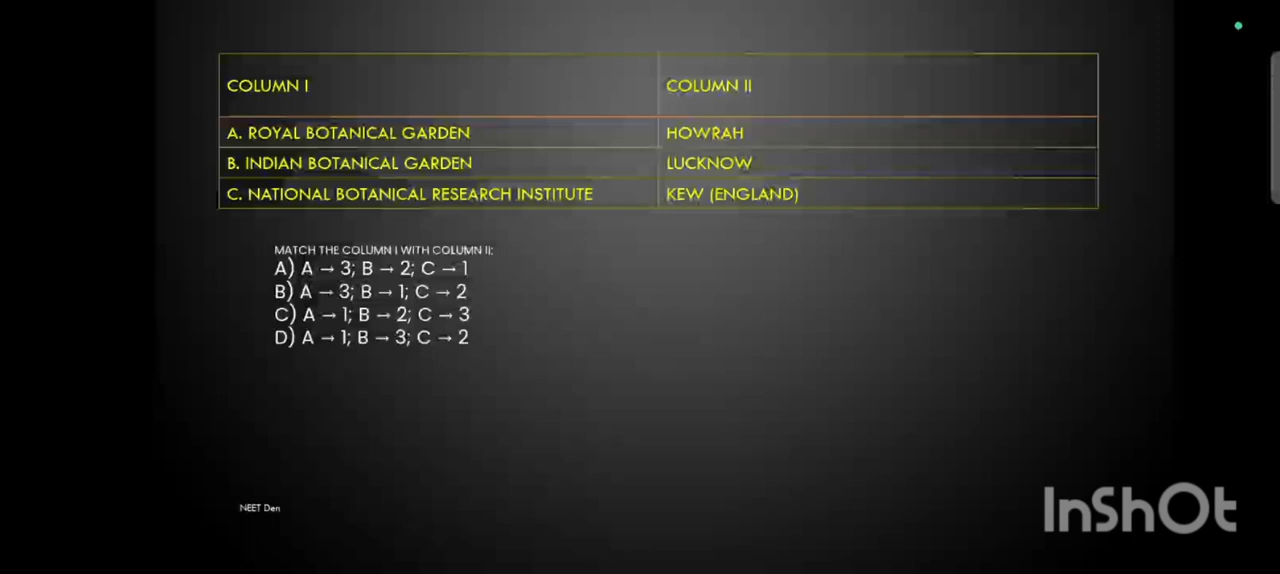 COLUMN I COLUMN II
A. ROYAL BOTANICAL GARDEN HOWRAH
B. INDIAN BOTANICAL GARDEN LUCKNOW
C. NATIONAL BOTANICAL RESEARCH INSTITUTE KEW (ENGLAND)
MATCH THE COLUMN I WITH COLUMN II:
A) A → 3; B → 2; C → 1
B) A → 3; B → 1; C → 2
C) A → 1; B → 2; C → 3
D) A → 1; B → 3; C → 2
NEET Den
InShOt